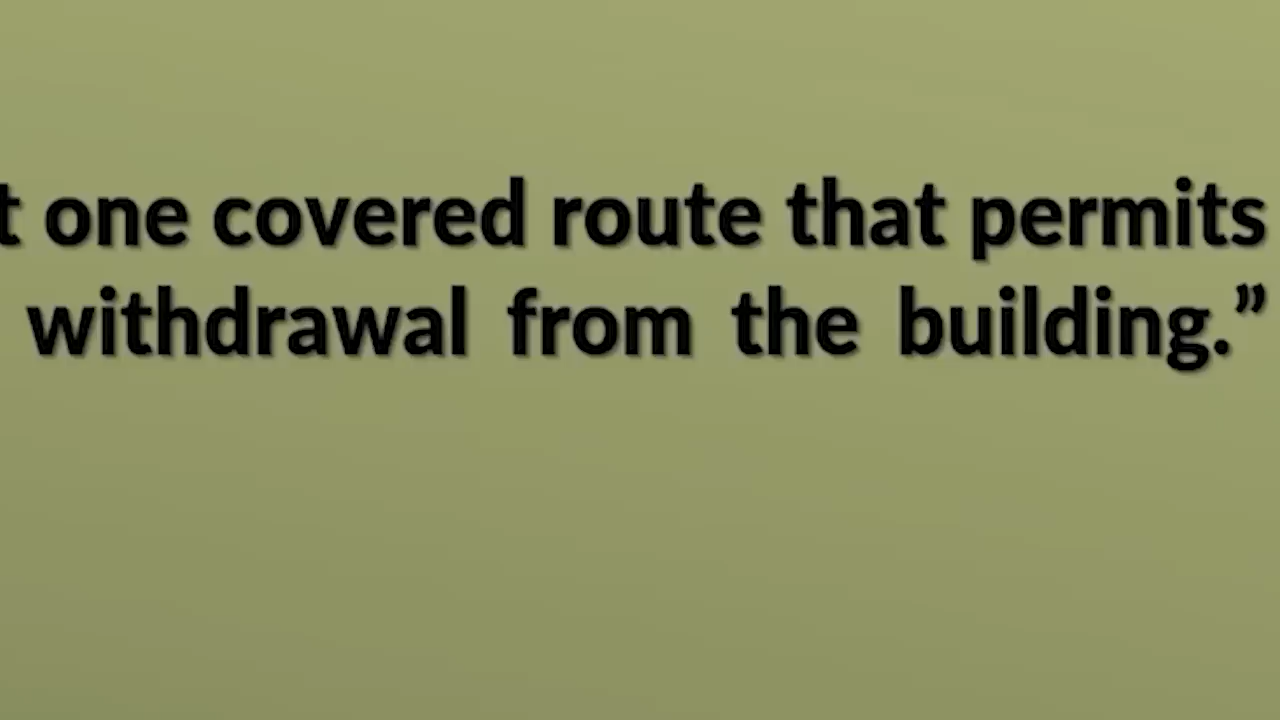 one covered route that permits
withdrawal from the building.”